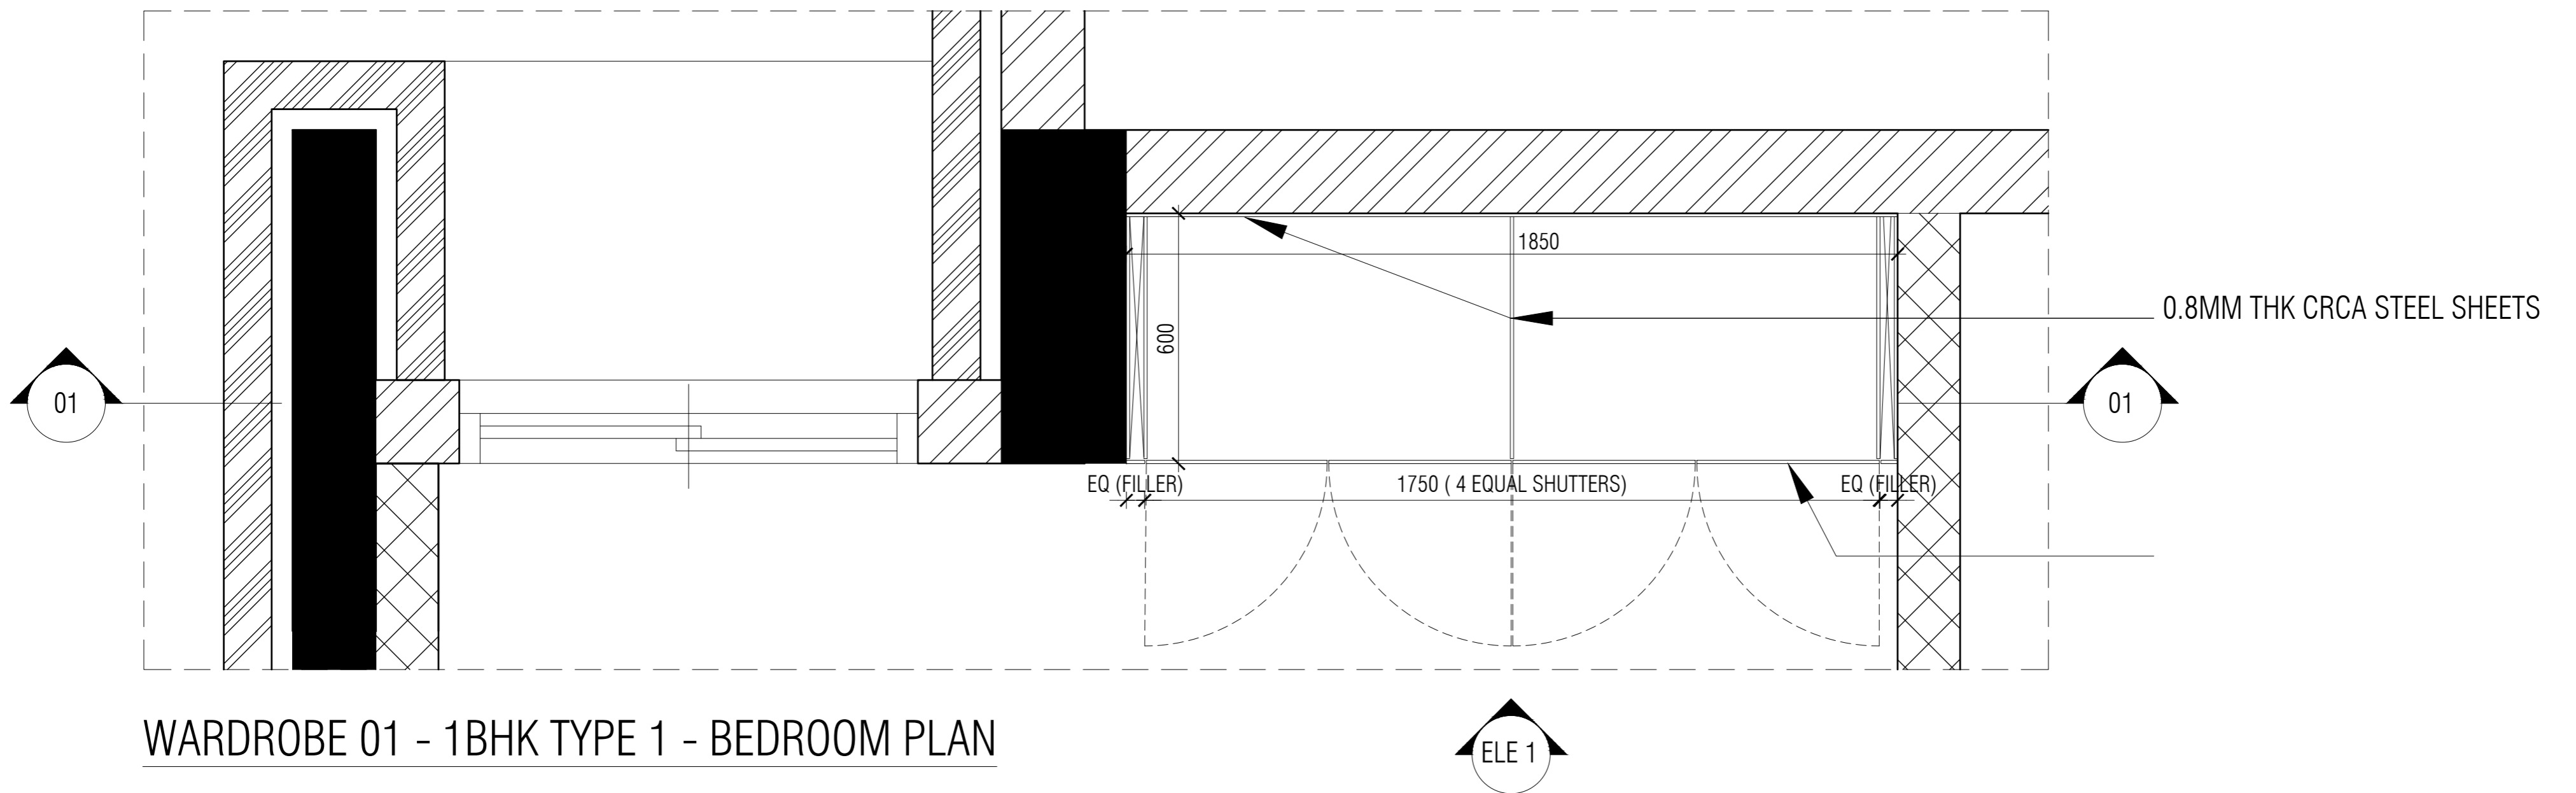 1850
0.8MM THK CRCA STEEL SHEETS
600
01
01
EQ (FILLER)
1750 ( 4 EQUAL SHUTTERS)
EQ (FILLER)
WARDROBE 01 - 1BHK TYPE 1 - BEDROOM PLAN
ELE 1